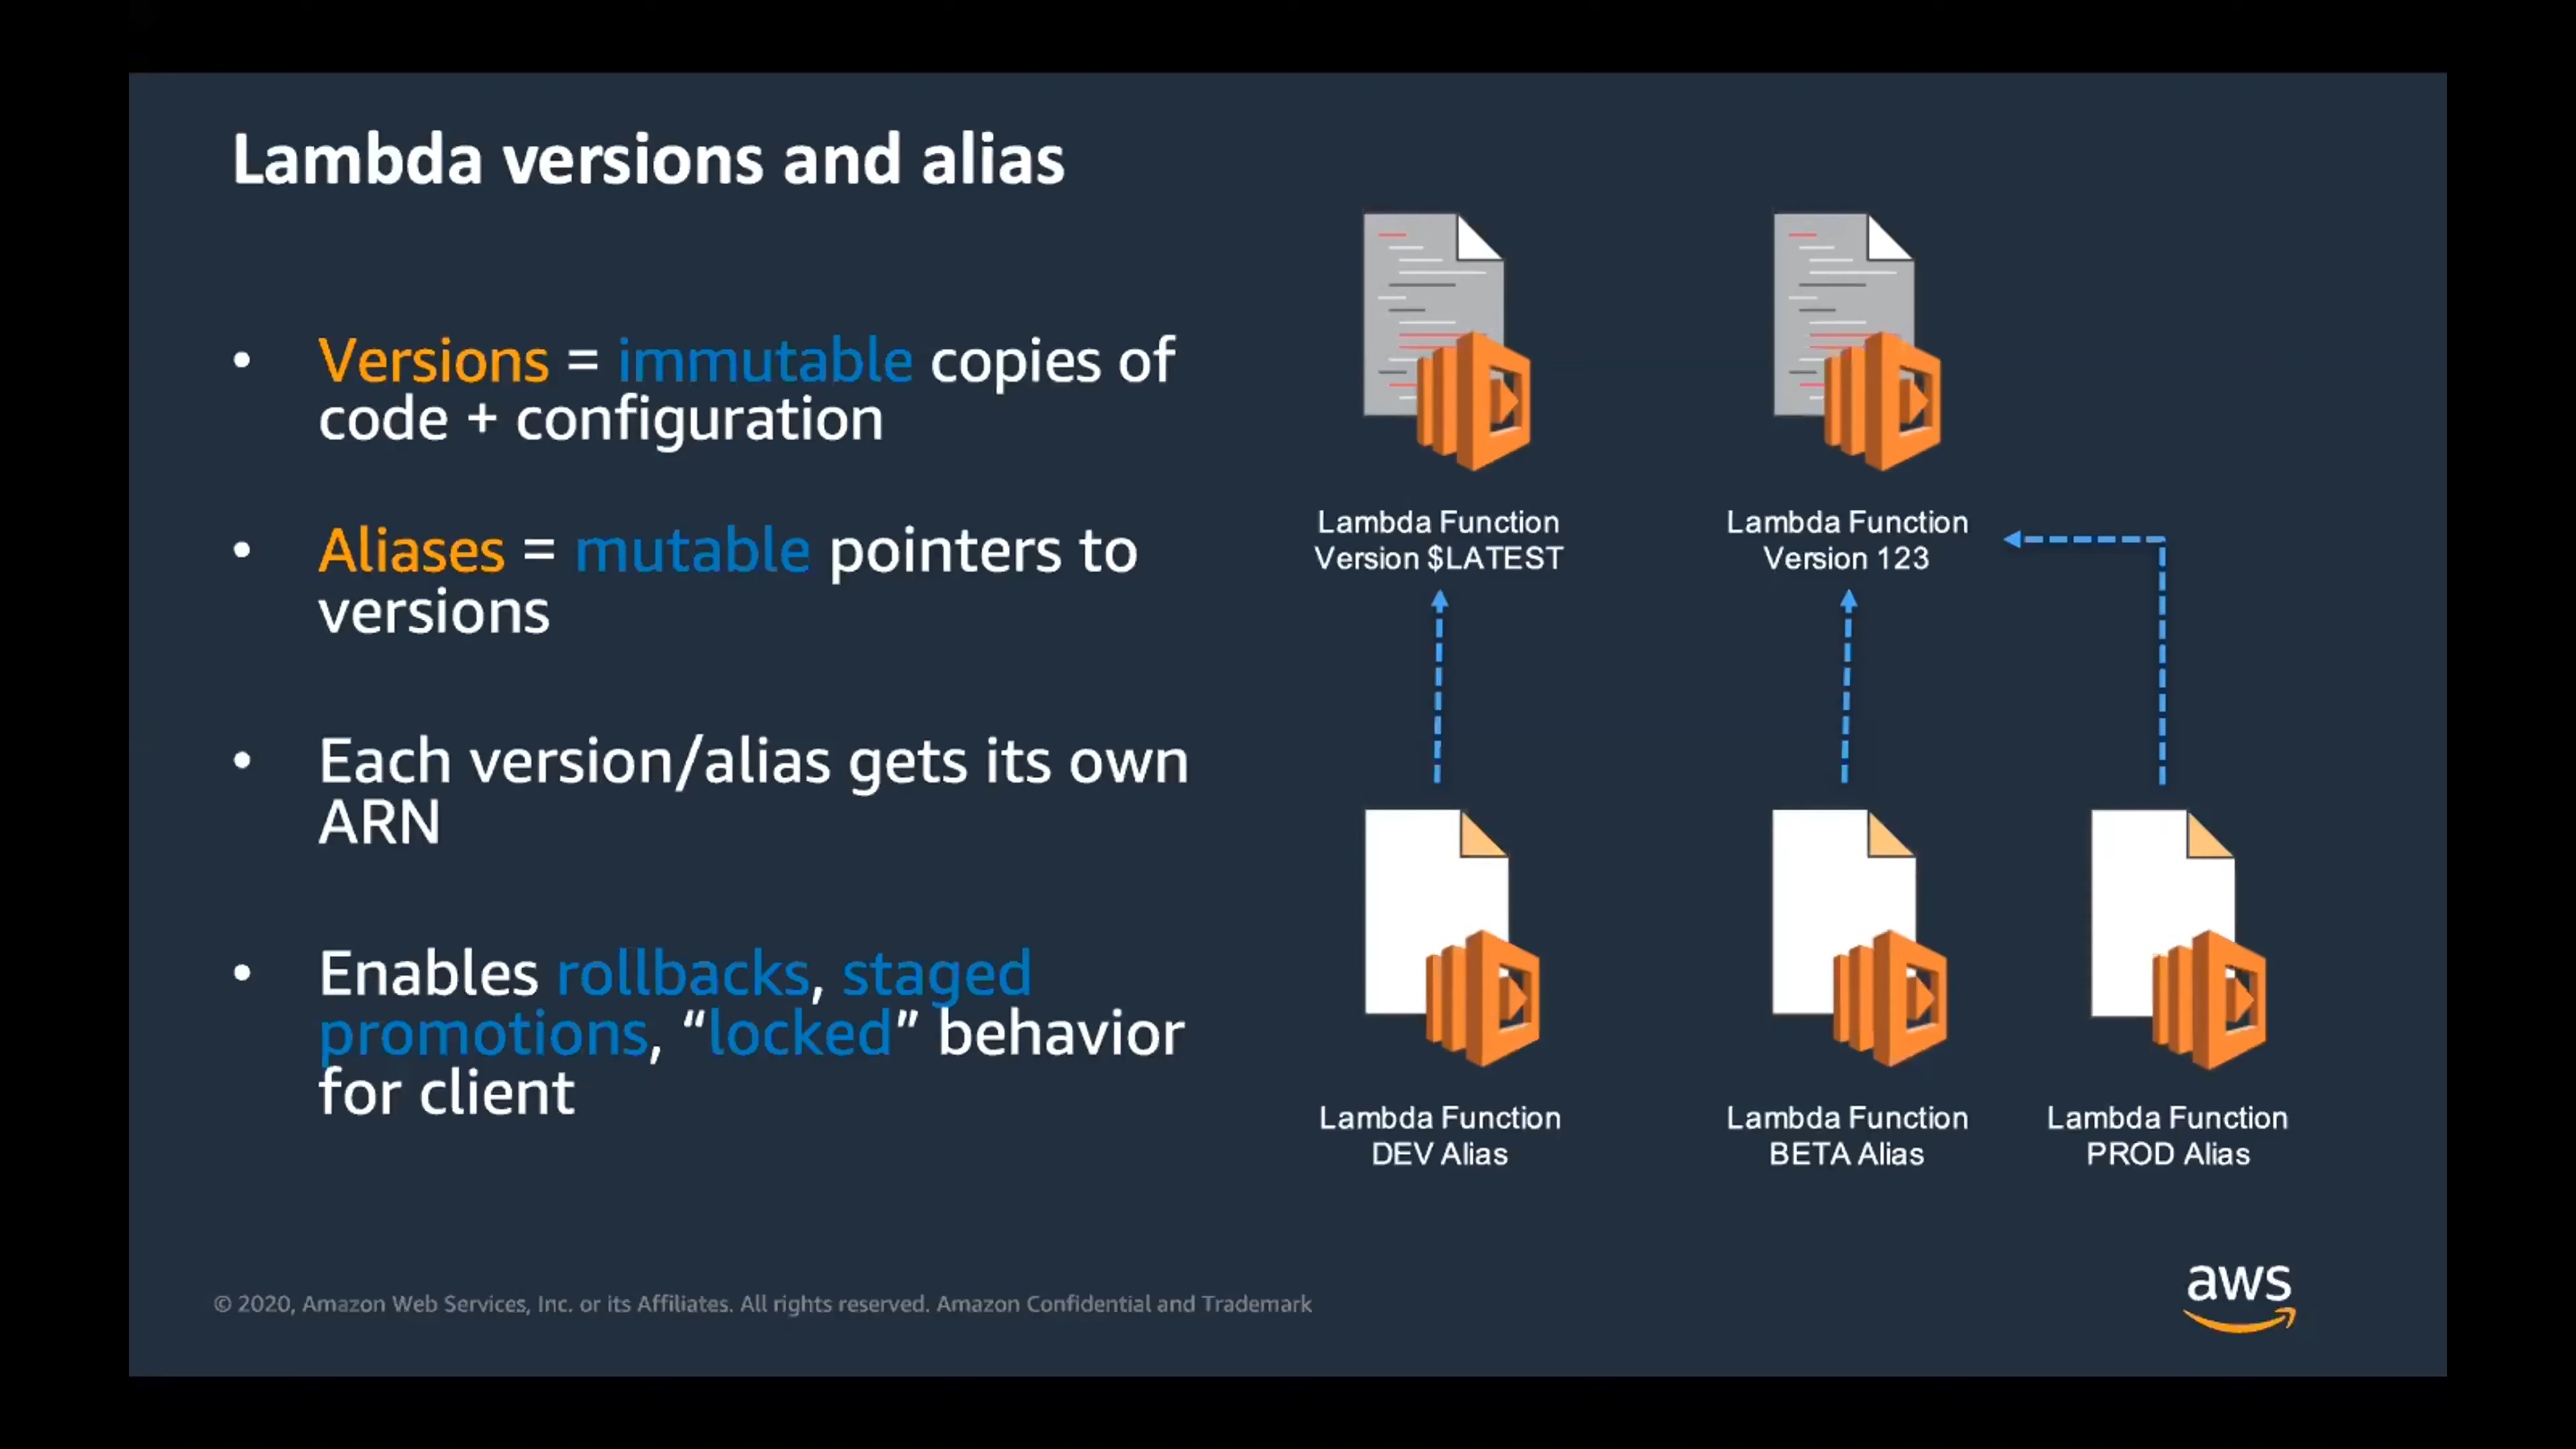 Lambda versions and alias
• Versions = immutable copies of
code + configuration
• Aliases = mutable pointers to
versions
• Each version/alias gets its own
ARN
• Enables rollbacks, staged
promotions, “locked” behavior
for client
Lambda Function
Version $LATEST
Lambda Function
Version 123
Lambda Function
DEV Alias
Lambda Function
BETA Alias
Lambda Function
PROD Alias
© 2020, Amazon Web Services, Inc. or its Affiliates. All rights reserved. Amazon Confidential and Trademark
aws